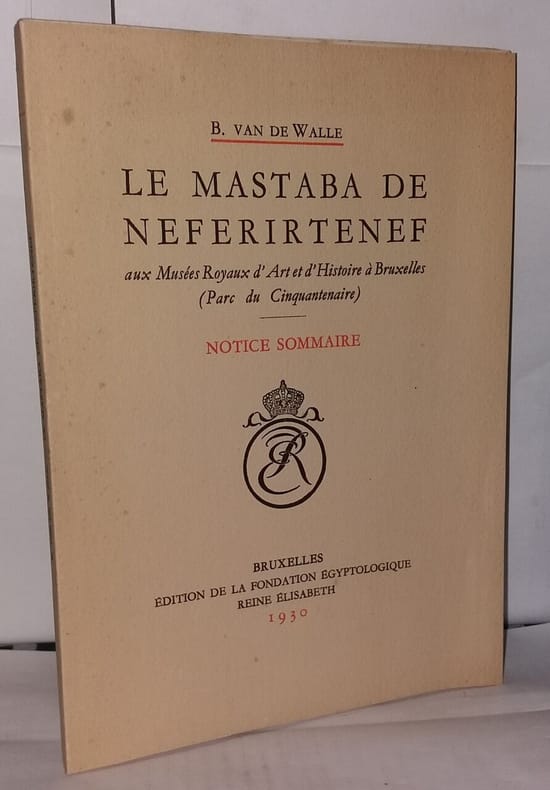 B. VAN DE WALLE
LE MASTABA DE
NEFERIRTENEF
aux Musées Royaux d'Art et d'Histoire à Bruxelles
(Parc du Cinquantenaire)
NOTICE SOMMAIRE
BRUXELLES
ÉDITION DE LA FONDATION ÉGYPTOLOGIQUE
REINE ÉLISABETH
1930